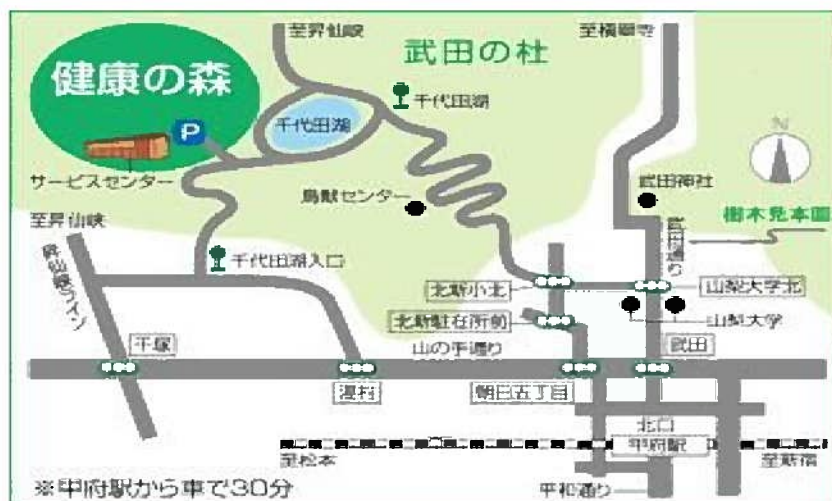 至昇仙峡
武田の杜
健康の森
千代田湖
P
千代田湖
サービスセンター
鳥獣センター
武田神社
N
至昇仙峡
樹木見本園
武田通り
昇仙峡ライン
千代田湖入口
北新小北
山梨大学北
北新駐在所前
山梨大学
千塚
山の手通り
武田
湯村
朝日五丁目
北口
甲府駅
至松本
至新宿
※甲府駅から車で30分
平和通り